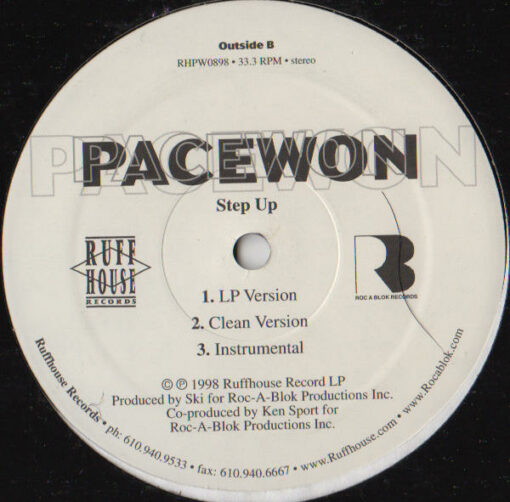 Outside B
RHPW0898 • 33.3 RPM • stereo
PACEWON
PACEWON
Step Up
RUFF
HOUSE
RECORDS
R
ROC A BLOK RECORDS
1. LP Version
2. Clean Version
3. Instrumental
© ℗ 1998 Ruffhouse Record LP
Produced by Ski for Roc-A-Blok Productions Inc.
Co-produced by Ken Sport for
Roc-A-Blok Productions Inc.
Ruffhouse Records • ph: 610.940.9533 • fax: 610.940.6667 • www.Ruffhouse.com • www.Rocablok.com